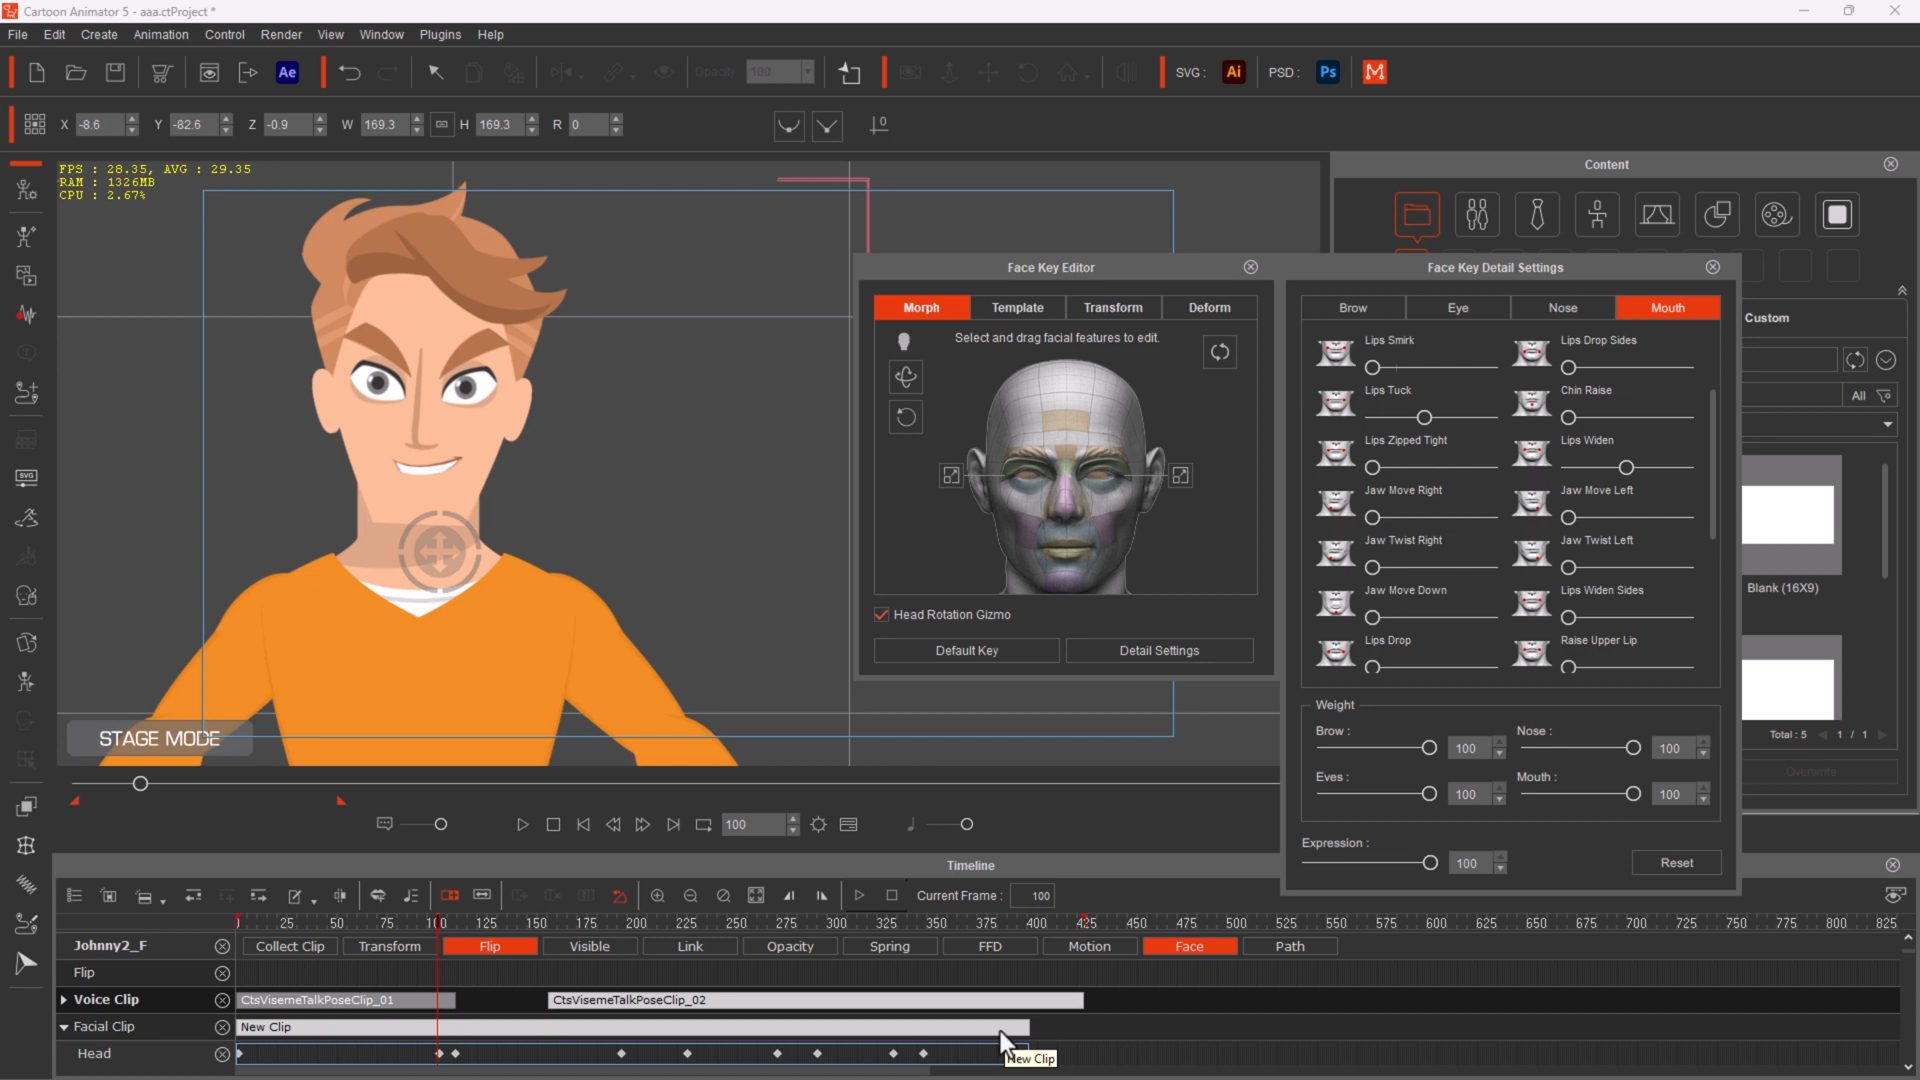 Cartoon Animator 5 - aaa.ctProject *
File Edit Create Animation Control Render View Window Plugins Help
Ae Opacity 100 SVG : Ai PSD : Ps
X -8.6 Y -82.6 Z -0.9 W 169.3 H 169.3 R 0
FPS : 28.35, AVG : 29.35
RAM : 1326MB
CPU : 2.67%
STAGE MODE
Content
Custom
All
Blank (16X9)
Total : 5 1 / 1
Overwrite
Face Key Editor
Morph Template Transform Deform
Select and drag facial features to edit.
Head Rotation Gizmo
Default Key Detail Settings
Face Key Detail Settings
Brow Eye Nose Mouth
Lips Smirk Lips Drop Sides
Lips Tuck Chin Raise
Lips Zipped Tight Lips Widen
Jaw Move Right Jaw Move Left
Jaw Twist Right Jaw Twist Left
Jaw Move Down Lips Widen Sides
Lips Drop Raise Upper Lip
Weight
Brow : 100 Nose : 100
Eyes : 100 Mouth : 100
Expression :
100 Reset
100
Timeline
Current Frame : 100
25 50 75 125 150 175 200 225 250 275 300 325 350 375 400 425 450 475 500 525 550 575 600 625 650 675 700 725 750 775 800 825
Johnny2_F Collect Clip Transform Flip Visible Link Opacity Spring FFD Motion Face Path
Flip
Voice Clip CtsVisemeTalkPoseClip_01 CtsVisemeTalkPoseClip_02
Facial Clip New Clip
Head
New Clip